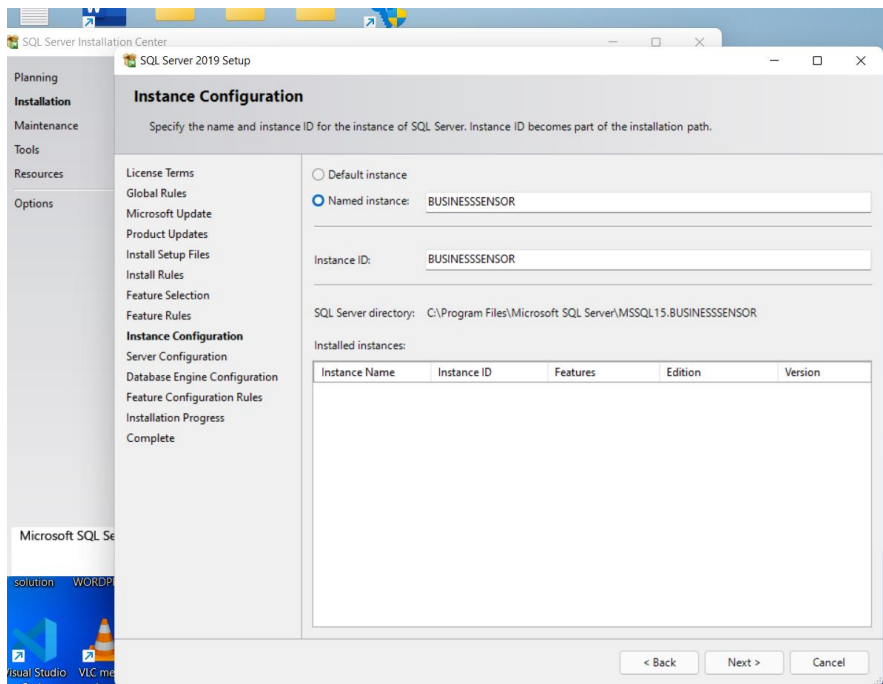 SQL Server Installation Center
SQL Server 2019 Setup
Planning
Installation
Maintenance
Tools
Resources
Options
Instance Configuration
Specify the name and instance ID for the instance of SQL Server. Instance ID becomes part of the installation path.
License Terms
Global Rules
Microsoft Update
Product Updates
Install Setup Files
Install Rules
Feature Selection
Feature Rules
Instance Configuration
Server Configuration
Database Engine Configuration
Feature Configuration Rules
Installation Progress
Complete
Default instance
Named instance: BUSINESSSENSOR
Instance ID: BUSINESSSENSOR
SQL Server directory: C:\Program Files\Microsoft SQL Server\MSSQL15.BUSINESSSENSOR
Installed instances:
Instance Name Instance ID Features Edition Version
Microsoft SQL Se
solution WORDP
Visual Studio VLC me
< Back Next > Cancel